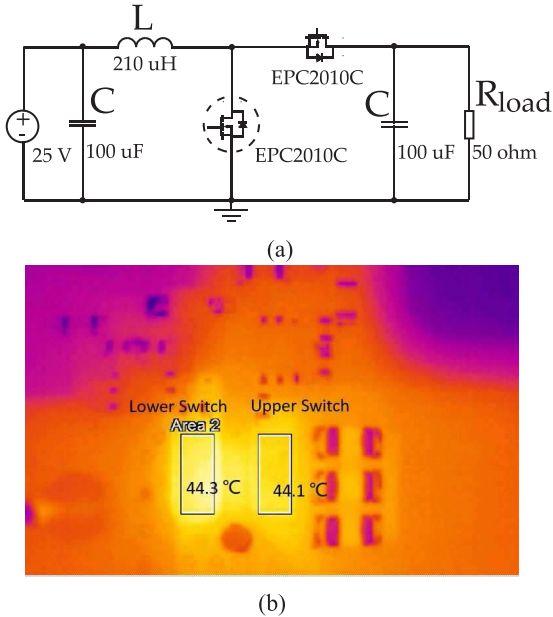 L
210 uH
EPC2010C
C
C
R load
+
-
25 V
100 uF
EPC2010C
100 uF
50 ohm
(a)
Lower Switch
Upper Switch
Area 2
44.3 ℃
44.1 ℃
(b)